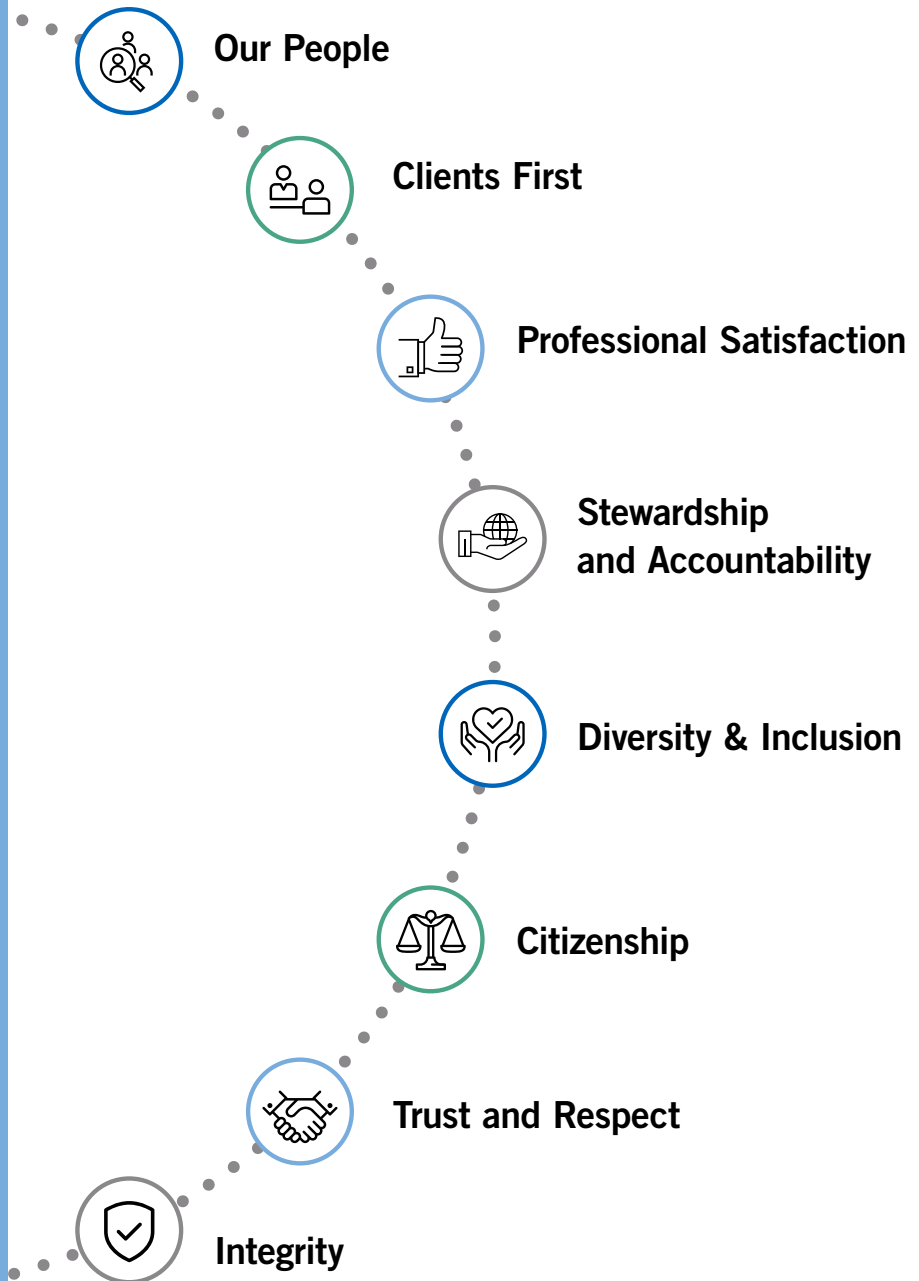 Our People
Clients First
Professional Satisfaction
Stewardship
and Accountability
Diversity & Inclusion
Citizenship
Trust and Respect
Integrity